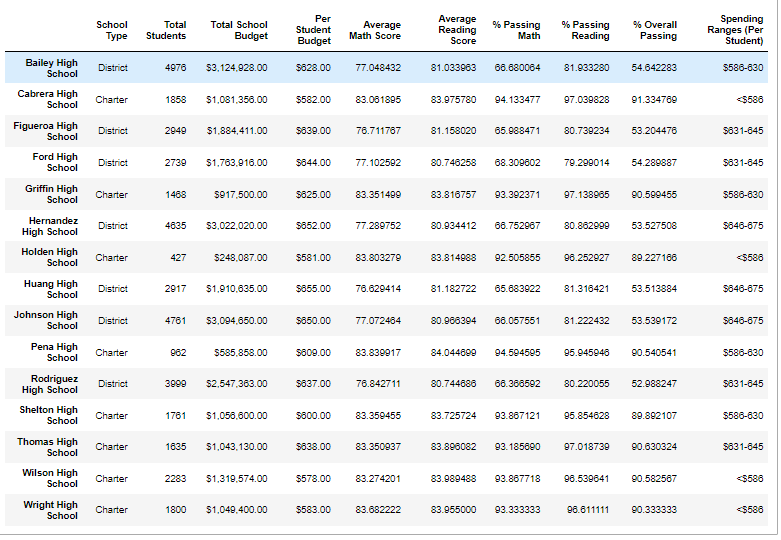 School Type Total Students Total School Budget Per Student Budget Average Math Score Average Reading Score % Passing Math % Passing Reading % Overall Passing Spending Ranges (Per Student)
Bailey High School District 4976 $3,124,928.00 $628.00 77.048432 81.033963 66.680064 81.933280 54.642283 $586-630
Cabrera High School Charter 1858 $1,081,356.00 $582.00 83.061895 83.975780 94.133477 97.039828 91.334769 <$586
Figueroa High School District 2949 $1,884,411.00 $639.00 76.711767 81.158020 65.988471 80.739234 53.204476 $631-645
Ford High School District 2739 $1,763,916.00 $644.00 77.102592 80.746258 68.309602 79.299014 54.289887 $631-645
Griffin High School Charter 1468 $917,500.00 $625.00 83.351499 83.816757 93.392371 97.138965 90.599455 $586-630
Hernandez High School District 4635 $3,022,020.00 $652.00 77.289752 80.934412 66.752967 80.862999 53.527508 $646-675
Holden High School Charter 427 $248,087.00 $581.00 83.803279 83.814988 92.505855 96.252927 89.227166 <$586
Huang High School District 2917 $1,910,635.00 $655.00 76.629414 81.182722 65.683922 81.316421 53.513884 $646-675
Johnson High School District 4761 $3,094,650.00 $650.00 77.072464 80.966394 66.057551 81.222432 53.539172 $646-675
Pena High School Charter 962 $585,858.00 $609.00 83.839917 84.044699 94.594595 95.945946 90.540541 $586-630
Rodriguez High School District 3999 $2,547,363.00 $637.00 76.842711 80.744686 66.366592 80.220055 52.988247 $631-645
Shelton High School Charter 1761 $1,056,600.00 $600.00 83.359455 83.725724 93.867121 95.854628 89.892107 $586-630
Thomas High School Charter 1635 $1,043,130.00 $638.00 83.350937 83.896082 93.185690 97.018739 90.630324 $631-645
Wilson High School Charter 2283 $1,319,574.00 $578.00 83.274201 83.989488 93.867718 96.539641 90.582567 <$586
Wright High School Charter 1800 $1,049,400.00 $583.00 83.682222 83.955000 93.333333 96.611111 90.333333 <$586